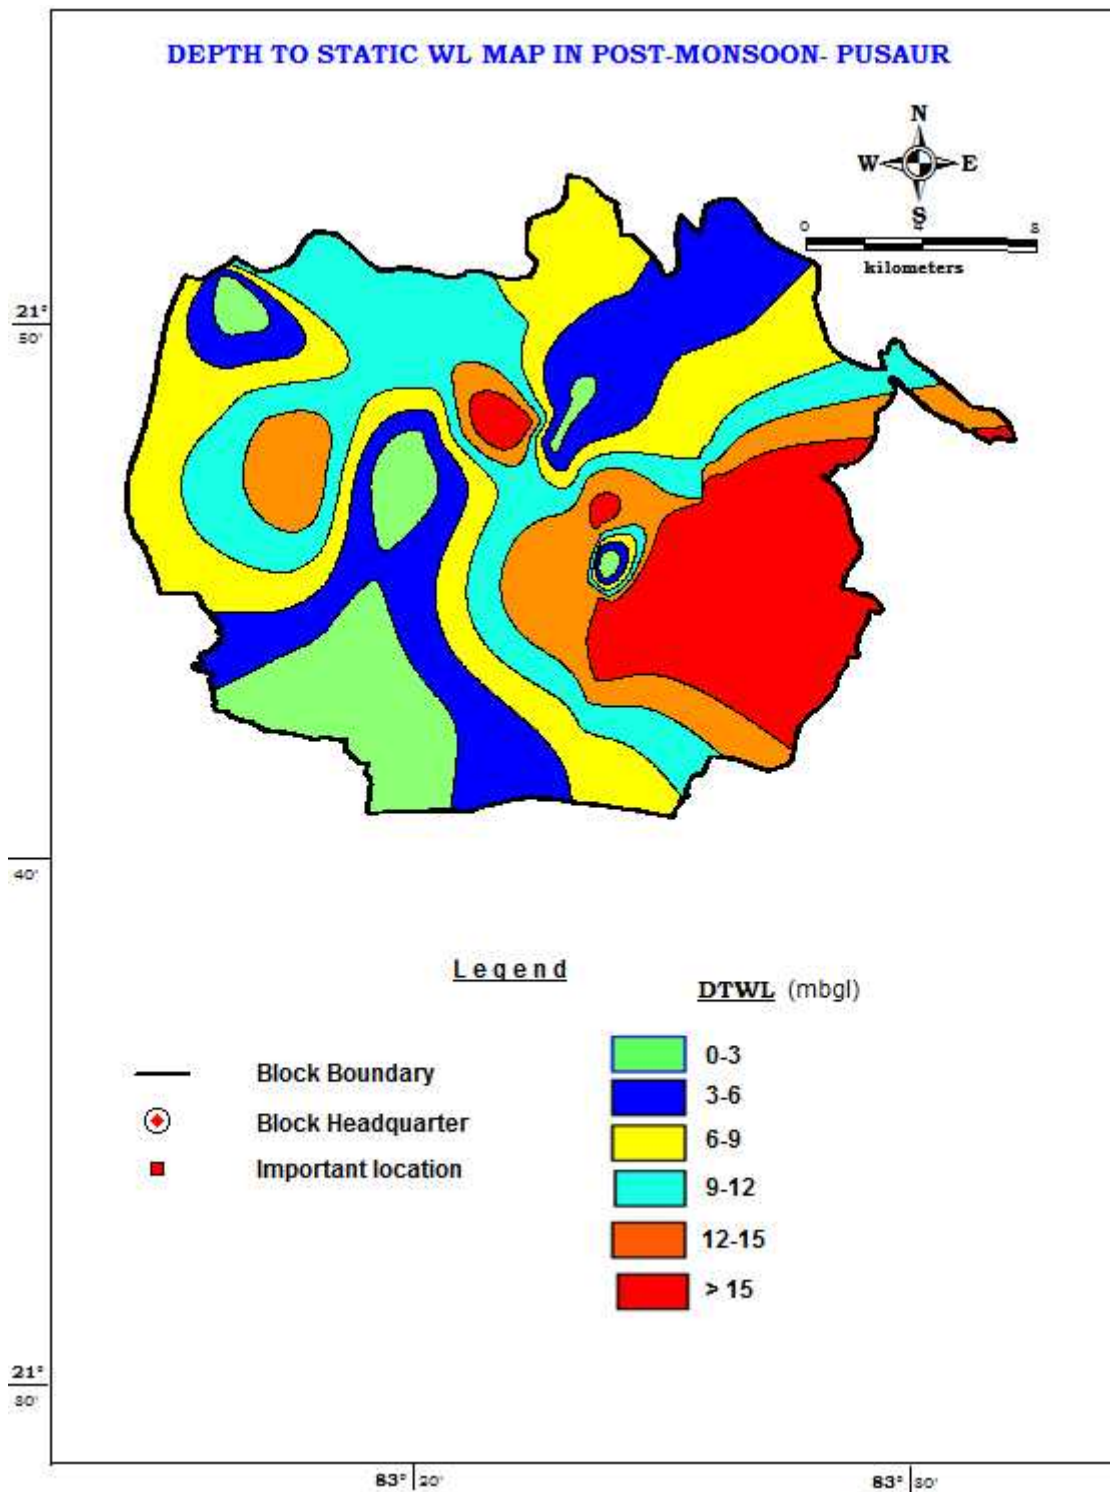 DEPTH TO STATIC WL MAP IN POST-MONSOON- PUSAUR
N
W E
S
0 4 8
kilometers
21°
50'
40'
Legend
DTWL (mbgl)
0-3
Block Boundary
3-6
Block Headquarter
6-9
Important location
9-12
12-15
> 15
21°
30'
83° 20' 83° 30'